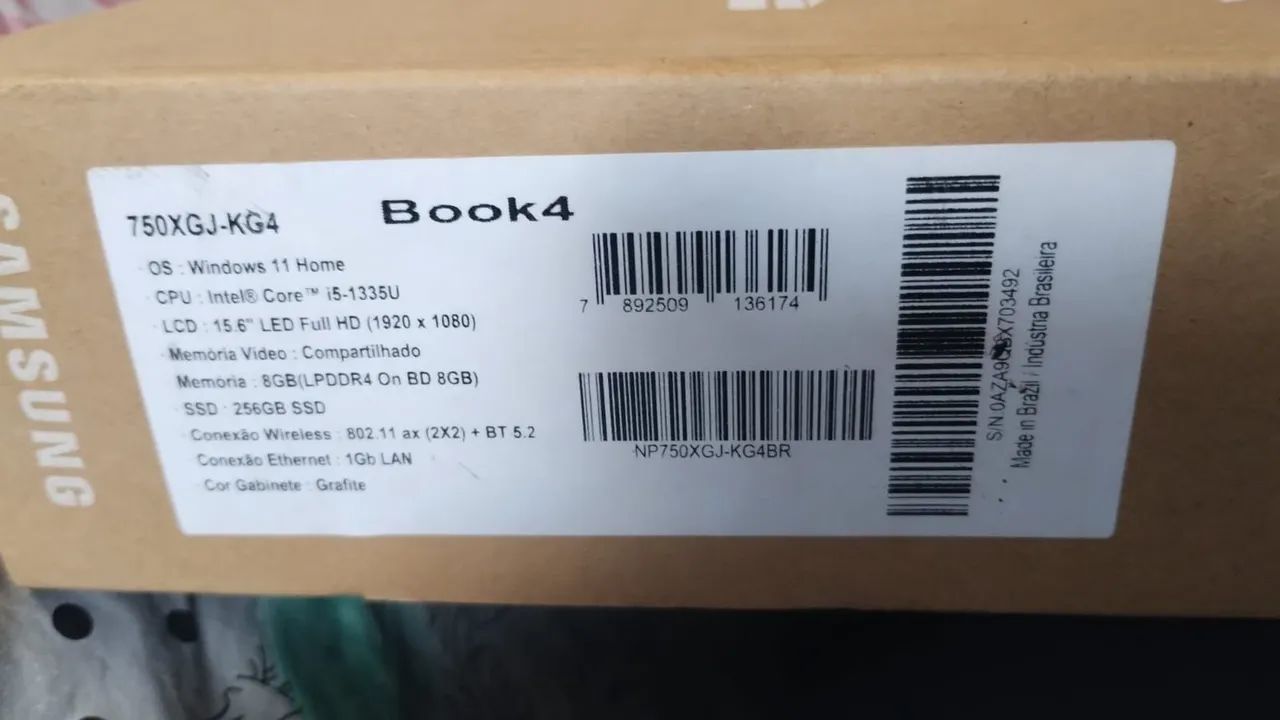 SAMSUNG
750XGJ-KG4
Book4
· OS : Windows 11 Home
· CPU : Intel® Core™ i5-1335U
· LCD : 15.6" LED Full HD (1920 x 1080)
· Memória Vídeo : Compartilhado
· Memória : 8GB(LPDDR4 On BD 8GB)
· SSD : 256GB SSD
· Conexão Wireless : 802.11 ax (2X2) + BT 5.2
· Conexão Ethernet : 1Gb LAN
· Cor Gabinete : Grafite
7 892509 136174
NP750XGJ-KG4BR
S/N
Made in Brazil / Indústria Brasileira